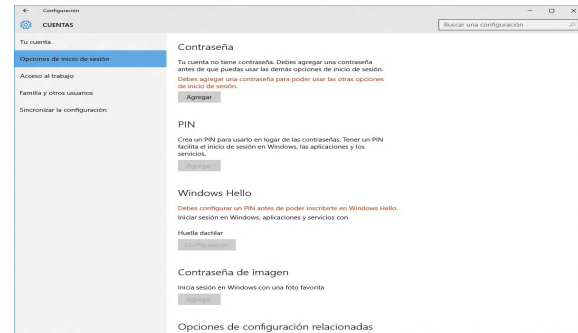 Configuración
CUENTAS
Buscar una configuración
Tu cuenta
Opciones de inicio de sesión
Acceso al trabajo
Familia y otros usuarios
Sincronizar la configuración
Contraseña
Tu cuenta no tiene contraseña. Debes agregar una contraseña
antes de que puedas usar las demás opciones de inicio de sesión.
Debes agregar una contraseña para poder usar las otras opciones
de inicio de sesión.
Agregar
PIN
Crea un PIN para usarlo en lugar de las contraseñas. Tener un PIN
facilita el inicio de sesión en Windows, las aplicaciones y los
servicios.
Agregar
Windows Hello
Debes configurar un PIN antes de poder inscribirte en Windows Hello.
Iniciar sesión en Windows, aplicaciones y servicios con
Huella dactilar
Configuración
Contraseña de imagen
Inicia sesión en Windows con una foto favorita
Agregar
Opciones de configuración relacionadas